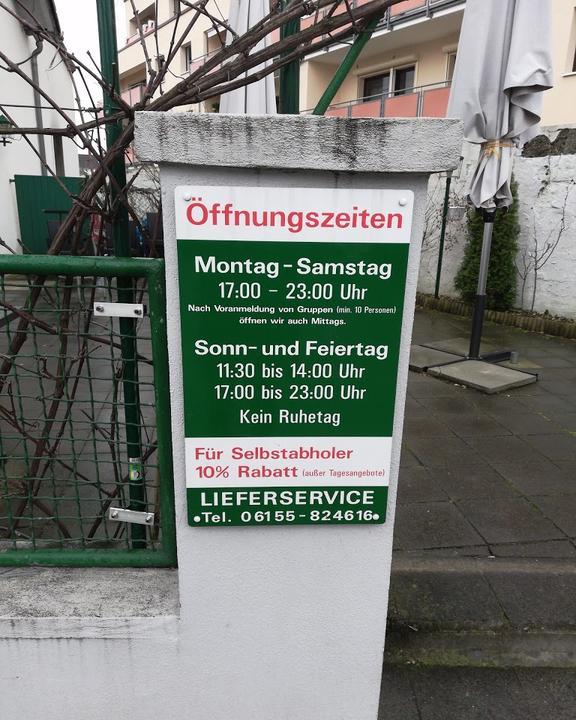 Öffnungszeiten
Montag - Samstag
17:00 - 23:00 Uhr
Nach Voranmeldung von Gruppen (min. 10 Personen)
öffnen wir auch Mittags.
Sonn- und Feiertag
11:30 bis 14:00 Uhr
17:00 bis 23:00 Uhr
Kein Ruhetag
Für Selbstabholer
10% Rabatt (außer Tagesangebote)
LIEFERSERVICE
•Tel. 06155-824616•